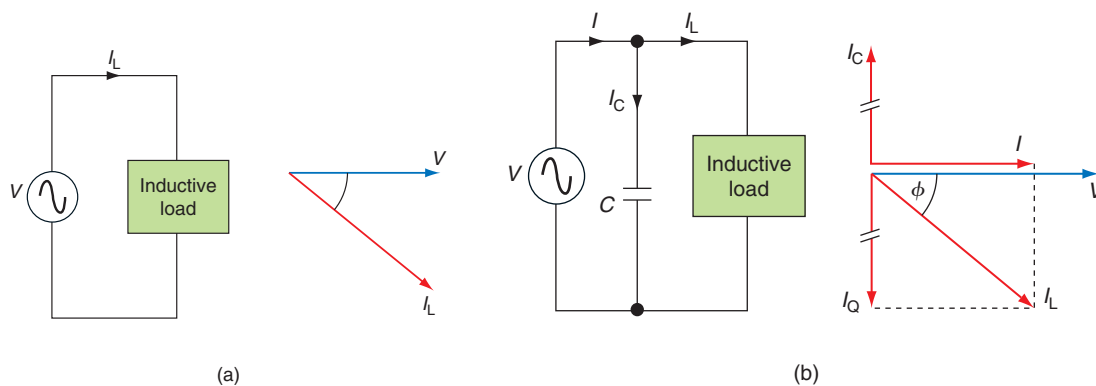 I_L
V
Inductive
load
V
I_L
(a)
I
I_L
I_C
V
C
Inductive
load
I_C
I
V
ϕ
I_Q
I_L
(b)